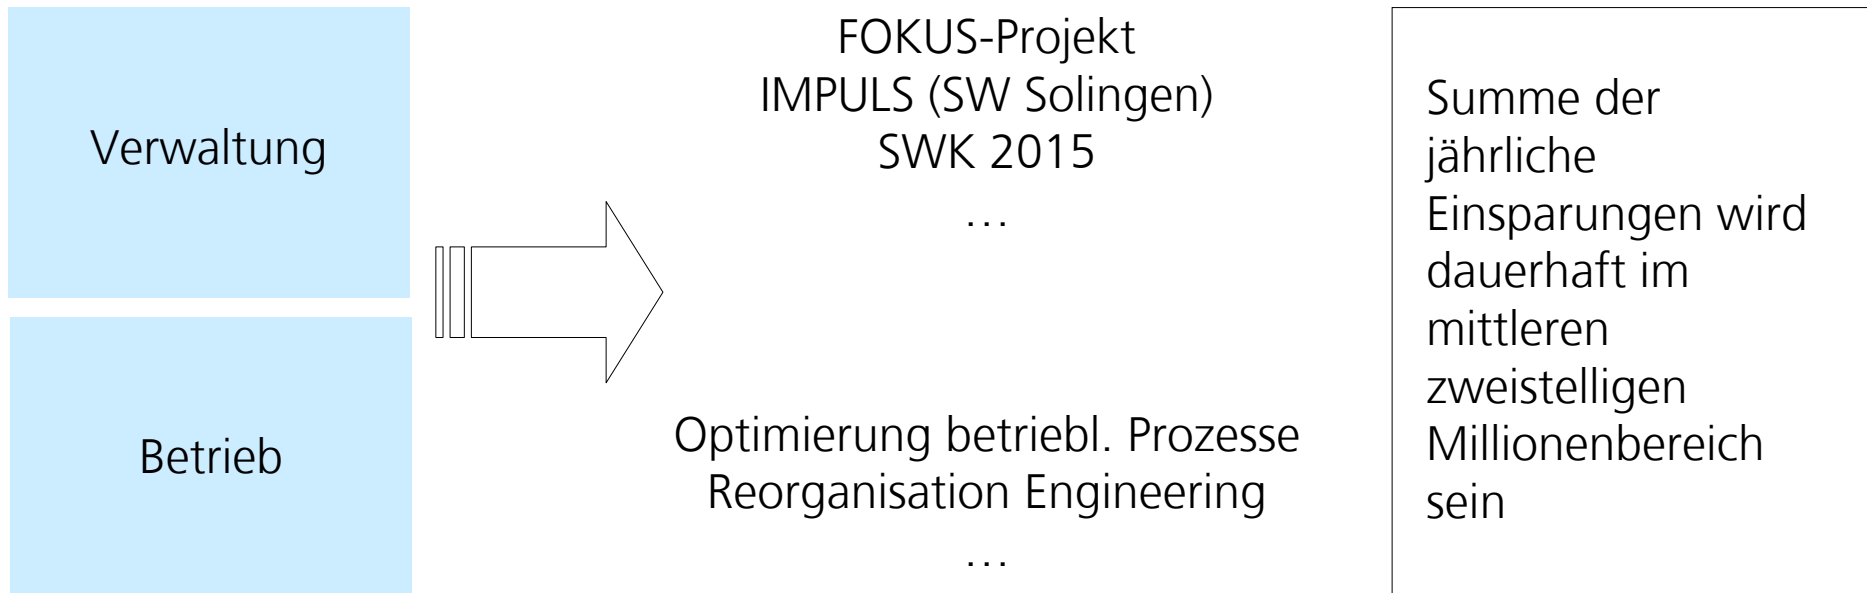 Verwaltung
Betrieb
FOKUS-Projekt
IMPULS (SW Solingen)
SWK 2015
...
Optimierung betriebl. Prozesse
Reorganisation Engineering
...
Summe der
jährliche
Einsparungen wird
dauerhaft im
mittleren
zweistelligen
Millionenbereich
sein